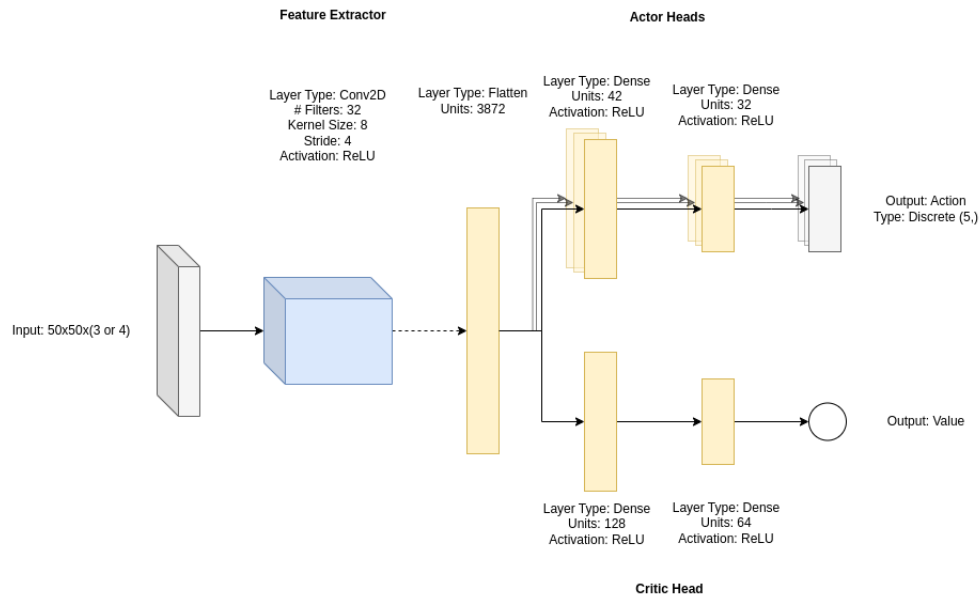 Feature Extractor
Actor Heads
Layer Type: Conv2D
# Filters: 32
Kernel Size: 8
Stride: 4
Activation: ReLU
Layer Type: Flatten
Units: 3872
Layer Type: Dense
Units: 42
Activation: ReLU
Layer Type: Dense
Units: 32
Activation: ReLU
Output: Action
Type: Discrete (5,)
Input: 50x50x(3 or 4)
Output: Value
Layer Type: Dense
Units: 128
Activation: ReLU
Layer Type: Dense
Units: 64
Activation: ReLU
Critic Head